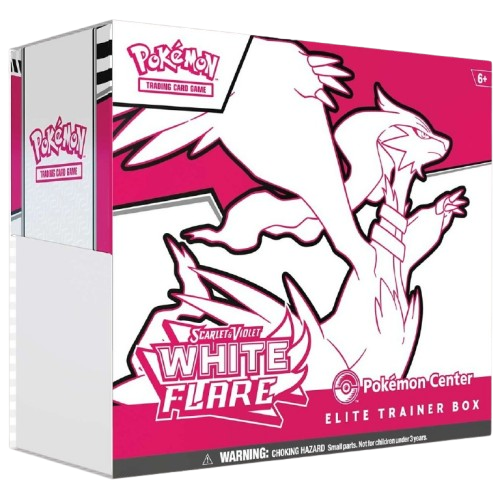 POKéMON
TRADING CARD GAME
6+
POKéMON
TRADING CARD GAME
SCARLET & VIOLET
WHITE
FLARE
Pokémon Center
ELITE TRAINER BOX
⚠ WARNING: CHOKING HAZARD Small parts. Not for children under 3 years.